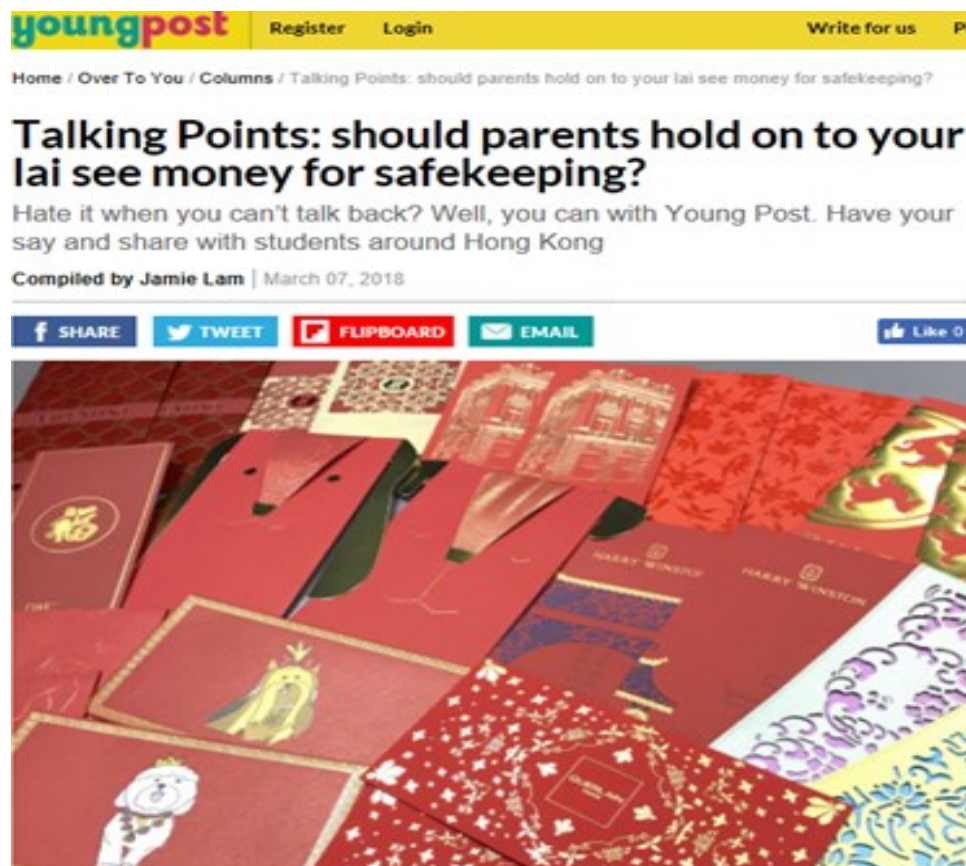 youngpost Register Login Write for us
Home / Over To You / Columns / Talking Points: should parents hold on to your lai see money for safekeeping?
Talking Points: should parents hold on to your
lai see money for safekeeping?
Hate it when you can't talk back? Well, you can with Young Post. Have your
say and share with students around Hong Kong
Compiled by Jamie Lam | March 07, 2018
f SHARE TWEET FLIPBOARD EMAIL Like 0
福
HARRY WINSTON
HARRY WINSTON